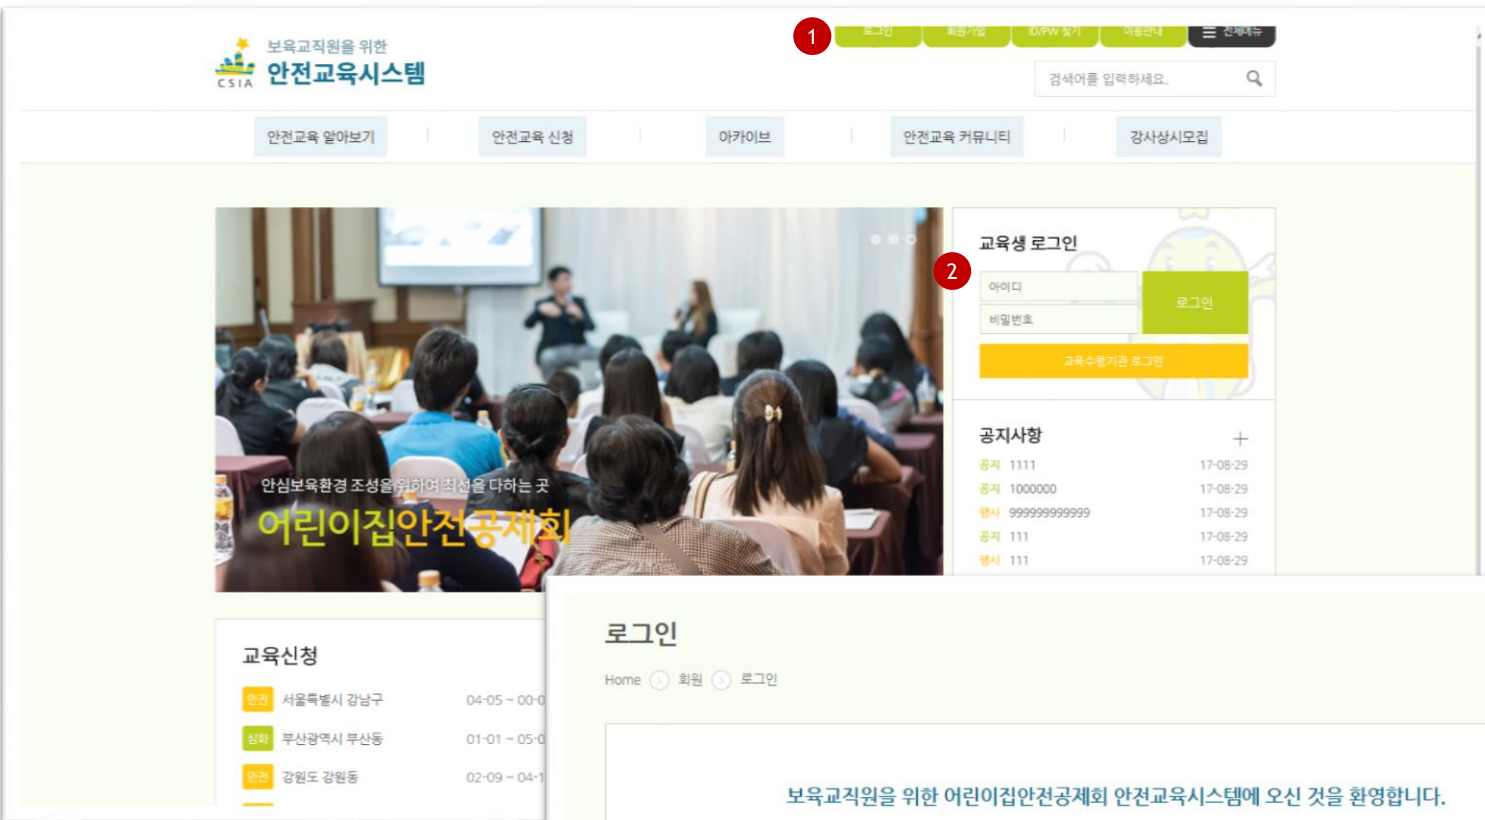 보육교직원을 위한
안전교육시스템
CSIA
1
로그인
회원가입
ID/PW 찾기
이용안내
전체메뉴
검색어를 입력하세요.
안전교육 알아보기
안전교육 신청
아카이브
안전교육 커뮤니티
강사상시모집
안심보육환경 조성을 위하여 최선을 다하는 곳
어린이집안전공제회
교육생 로그인
2
아이디
비밀번호
로그인
교육수행기관 로그인
공지사항
공지 1111 17-08-29
공지 1000000 17-08-29
행사 999999999999 17-08-29
공지 111 17-08-29
행사 111 17-08-29
교육신청
안전 서울특별시 강남구 04-05 ~ 00-0
심화 부산광역시 부산동 01-01 ~ 05-0
안전 강원도 강원동 02-09 ~ 04-1
로그인
Home 회원 로그인
보육교직원을 위한 어린이집안전공제회 안전교육시스템에 오신 것을 환영합니다.